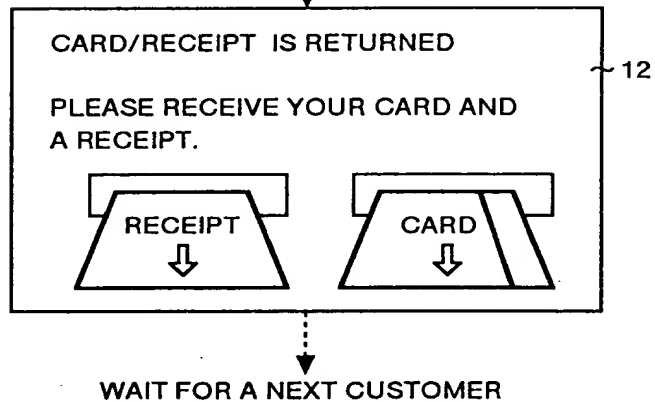 CARD/RECEIPT IS RETURNED
12
PLEASE RECEIVE YOUR CARD AND
A RECEIPT.
RECEIPT
CARD
WAIT FOR A NEXT CUSTOMER